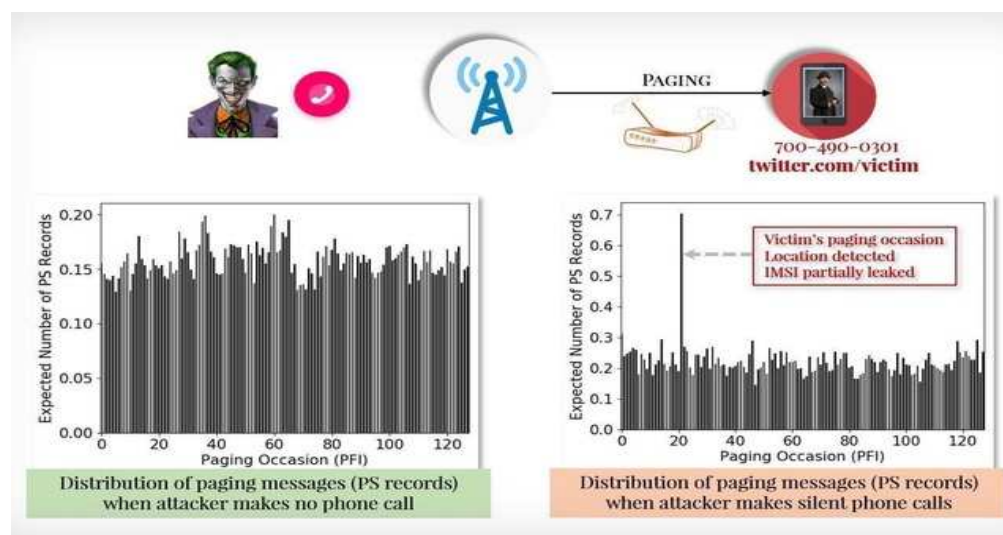 PAGING
700-490-0301
twitter.com/victim
Expected Number of PS Records
0.20
0.15
0.10
0.05
0.00
0 20 40 60 80 100 120
Paging Occasion (PFI)
Distribution of paging messages (PS records)
when attacker makes no phone call
Expected Number of PS Records
0.7
0.6
0.5
0.4
0.3
0.2
0.1
0.0
0 20 40 60 80 100 120
Paging Occasion (PFI)
Victim's paging occasion
Location detected
IMSI partially leaked
Distribution of paging messages (PS records)
when attacker makes silent phone calls